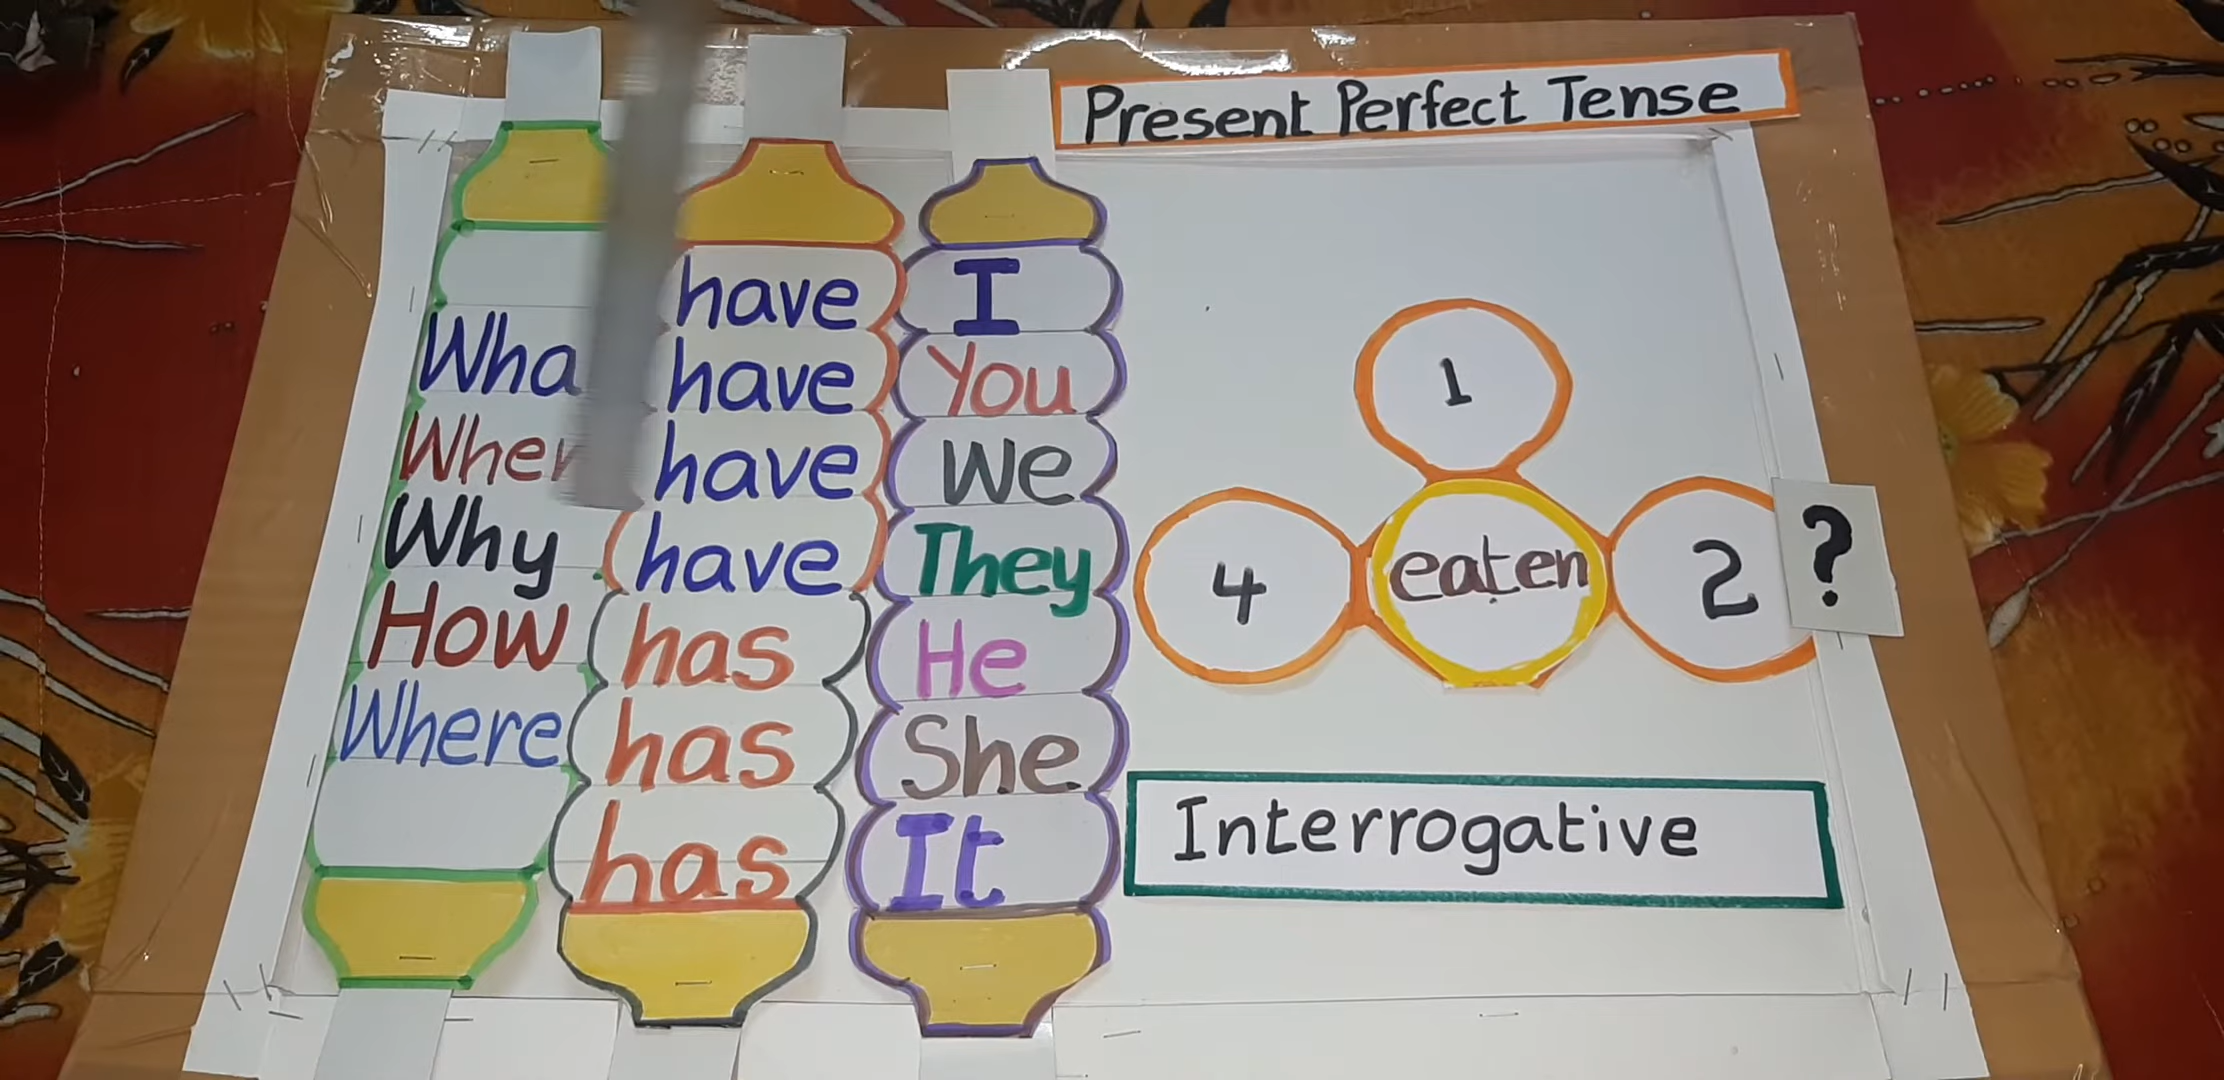 Present Perfect Tense
have I
Wha have You
Wher have We
Why have They
How has He
Where has She
has It
1
4 eaten 2 ?
Interrogative